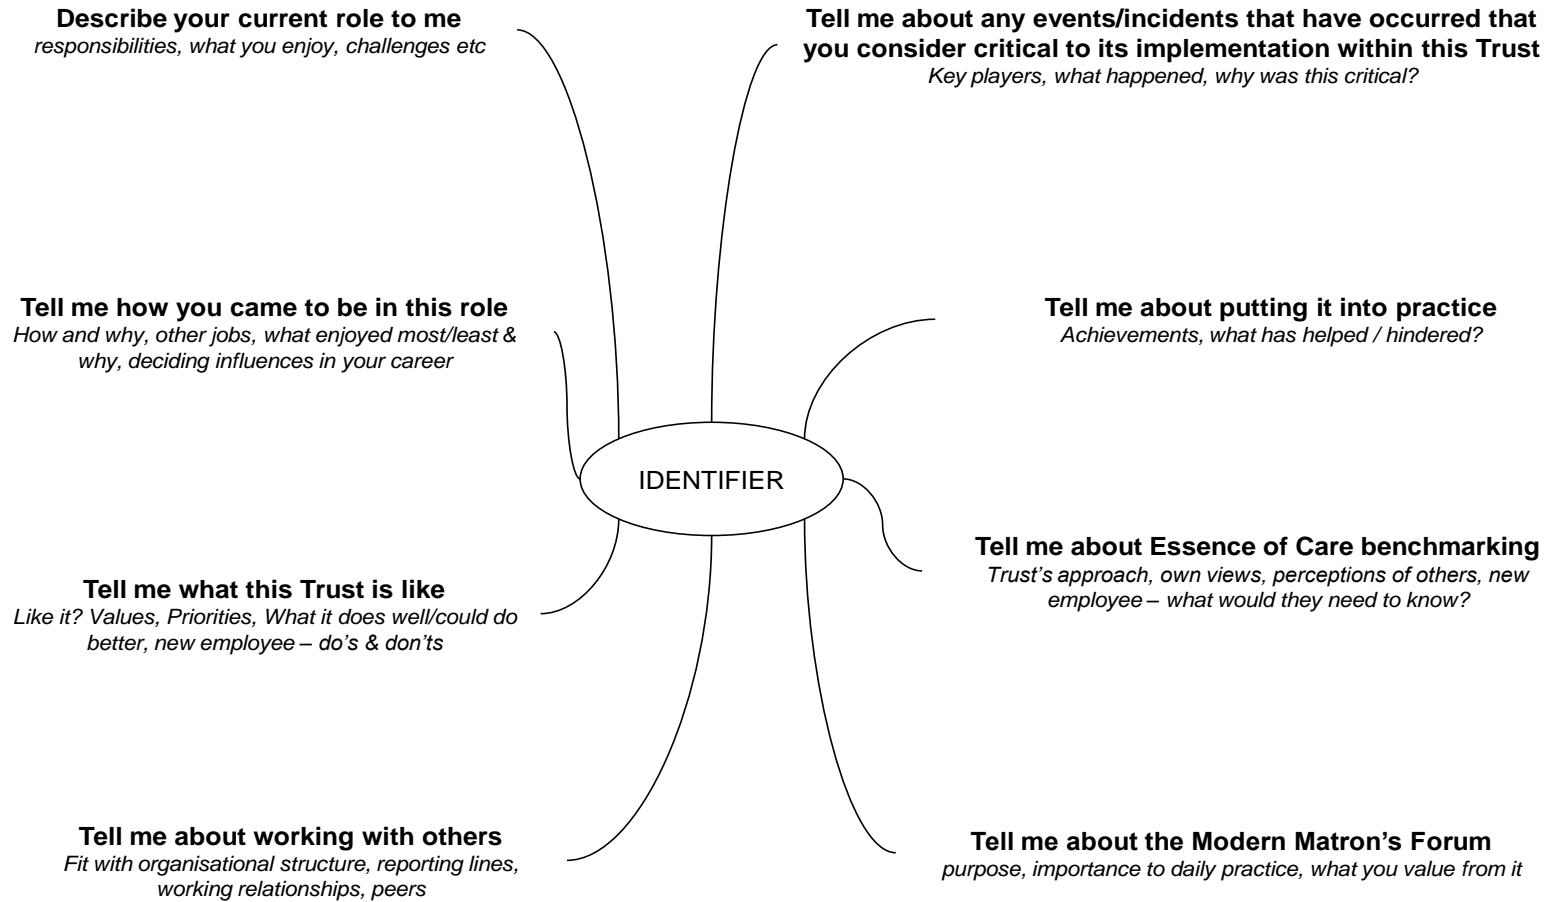 Describe your current role to me
responsibilities, what you enjoy, challenges etc
Tell me about any events/incidents that have occurred that
you consider critical to its implementation within this Trust
Key players, what happened, why was this critical?
Tell me how you came to be in this role
How and why, other jobs, what enjoyed most/least &
why, deciding influences in your career
Tell me about putting it into practice
Achievements, what has helped / hindered?
IDENTIFIER
Tell me what this Trust is like
Like it? Values, Priorities, What it does well/could do
better, new employee – do's & don'ts
Tell me about Essence of Care benchmarking
Trust's approach, own views, perceptions of others, new
employee – what would they need to know?
Tell me about working with others
Fit with organisational structure, reporting lines,
working relationships, peers
Tell me about the Modern Matron's Forum
purpose, importance to daily practice, what you value from it